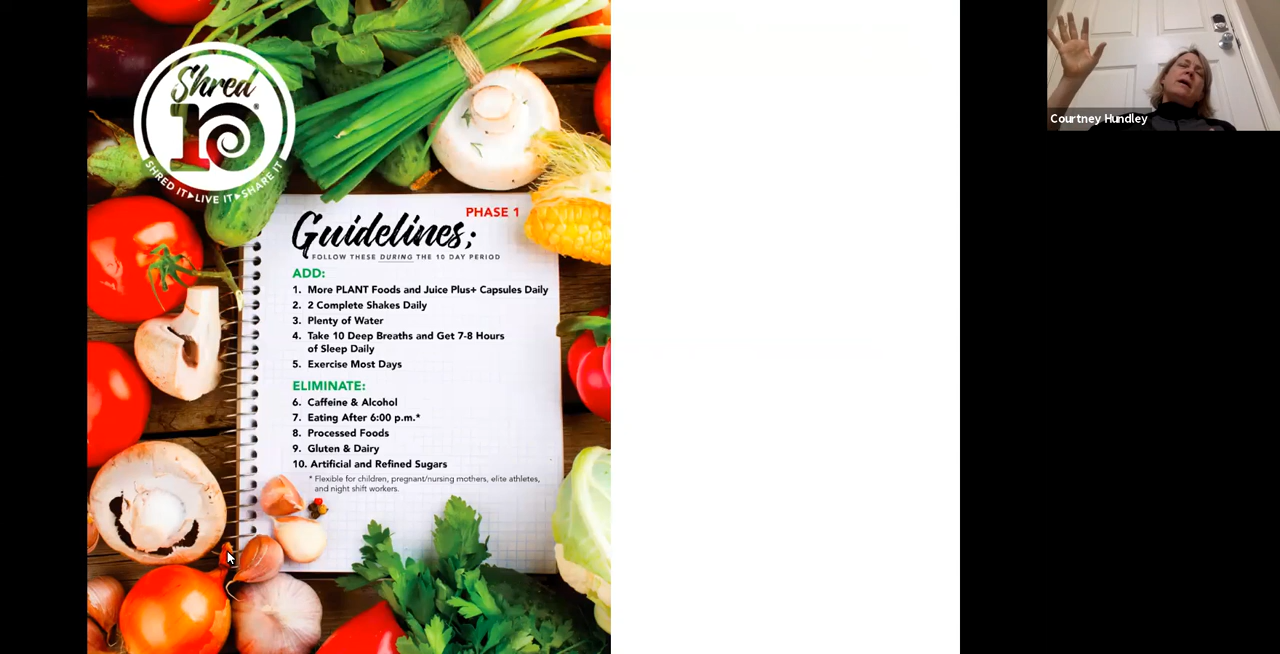 Shred
10®
SHRED IT▸LIVE IT▸SHARE IT
PHASE 1
Guidelines;
FOLLOW THESE DURING THE 10 DAY PERIOD
ADD:
1. More PLANT Foods and Juice Plus+ Capsules Daily
2. 2 Complete Shakes Daily
3. Plenty of Water
4. Take 10 Deep Breaths and Get 7-8 Hours
of Sleep Daily
5. Exercise Most Days
ELIMINATE:
6. Caffeine & Alcohol
7. Eating After 6:00 p.m.*
8. Processed Foods
9. Gluten & Dairy
10. Artificial and Refined Sugars
* Flexible for children, pregnant/nursing mothers, elite athletes,
and night shift workers.
Courtney Hundley